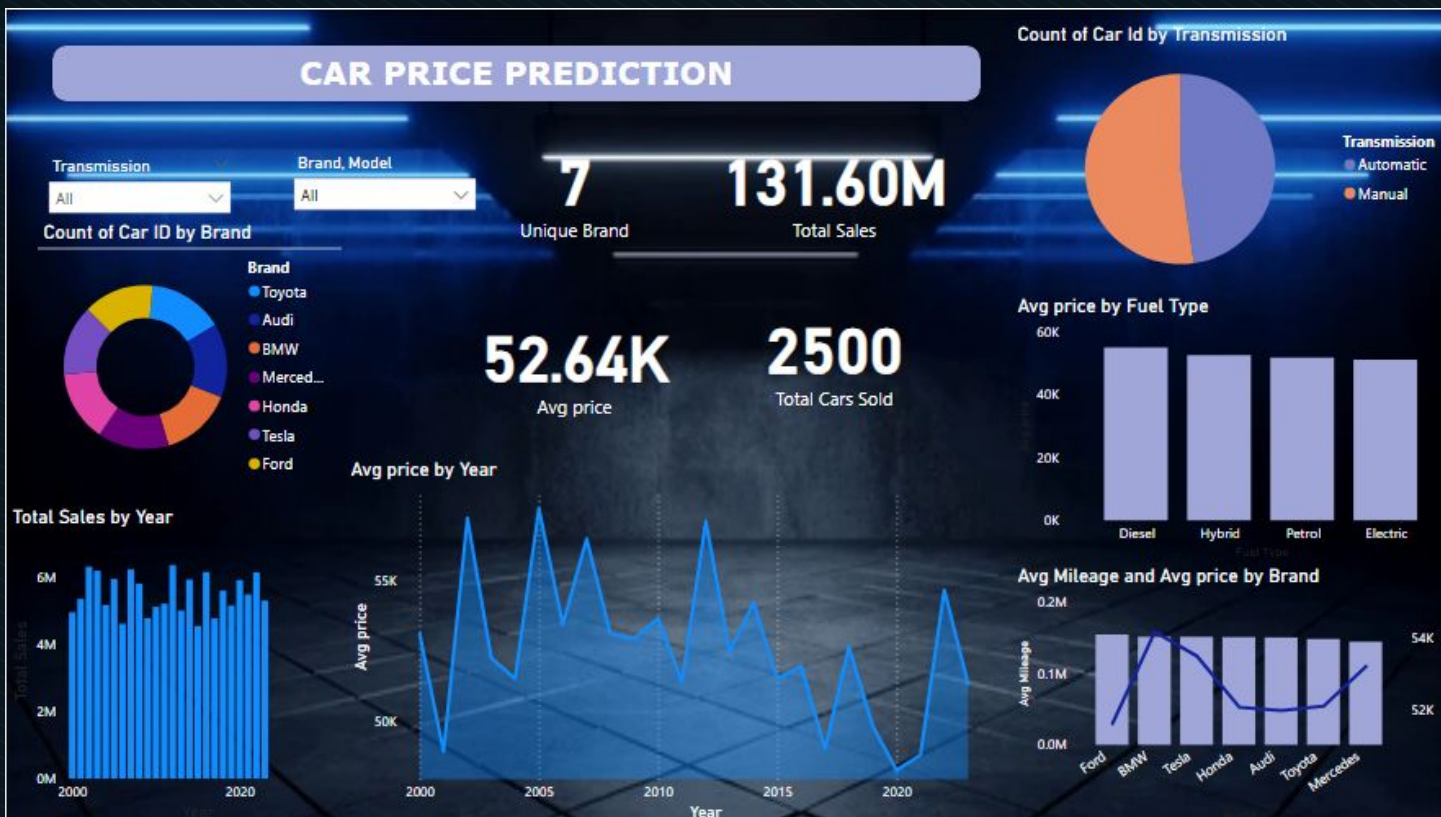 CAR PRICE PREDICTION
Transmission
All
Brand, Model
All
7
Unique Brand
131.60M
Total Sales
52.64K
Avg price
2500
Total Cars Sold
Count of Car ID by Brand
Brand
Toyota
Audi
BMW
Merced...
Honda
Tesla
Ford
Total Sales by Year
Total Sales
6M
4M
2M
0M
2000
2020
Year
Avg price by Year
Avg price
55K
50K
2000
2005
2010
2015
2020
Year
Count of Car Id by Transmission
Transmission
Automatic
Manual
Avg price by Fuel Type
60K
40K
20K
0K
Diesel
Hybrid
Petrol
Electric
Fuel Type
Avg Mileage and Avg price by Brand
Avg Mileage
0.2M
0.1M
0.0M
54K
52K
Ford
BMW
Tesla
Honda
Audi
Toyota
Mercedes